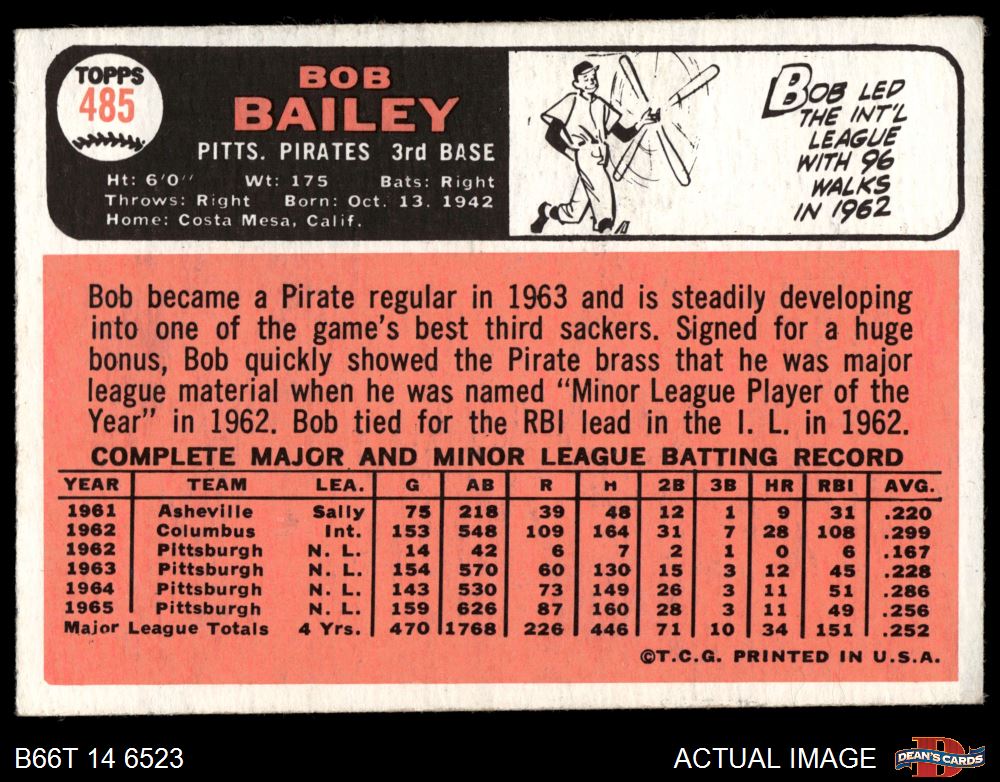 TOPPS
485
BOB
BAILEY
PITTS. PIRATES 3rd BASE
Ht: 6'0" Wt: 175 Bats: Right
Throws: Right Born: Oct. 13, 1942
Home: Costa Mesa, Calif.
BOB LED
THE INT'L
LEAGUE
WITH 96
WALKS
IN 1962
Bob became a Pirate regular in 1963 and is steadily developing
into one of the game's best third sackers. Signed for a huge
bonus, Bob quickly showed the Pirate brass that he was major
league material when he was named "Minor League Player of the
Year" in 1962. Bob tied for the RBI lead in the I. L. in 1962.
COMPLETE MAJOR AND MINOR LEAGUE BATTING RECORD
YEAR TEAM LEA. G AB R H 2B 3B HR RBI AVG.
1961 Asheville Sally 75 218 39 48 12 1 9 31 .220
1962 Columbus Int. 153 548 109 164 31 7 28 108 .299
1962 Pittsburgh N. L. 14 42 6 7 2 1 0 6 .167
1963 Pittsburgh N. L. 154 570 60 130 15 3 12 45 .228
1964 Pittsburgh N. L. 143 530 73 149 26 3 11 51 .286
1965 Pittsburgh N. L. 159 626 87 160 28 3 11 49 .256
Major League Totals 4 Yrs. 470 1768 226 446 71 10 34 151 .252
©T.C.G. PRINTED IN U.S.A.
B66T 14 6523 ACTUAL IMAGE
DEAN'S CARDS